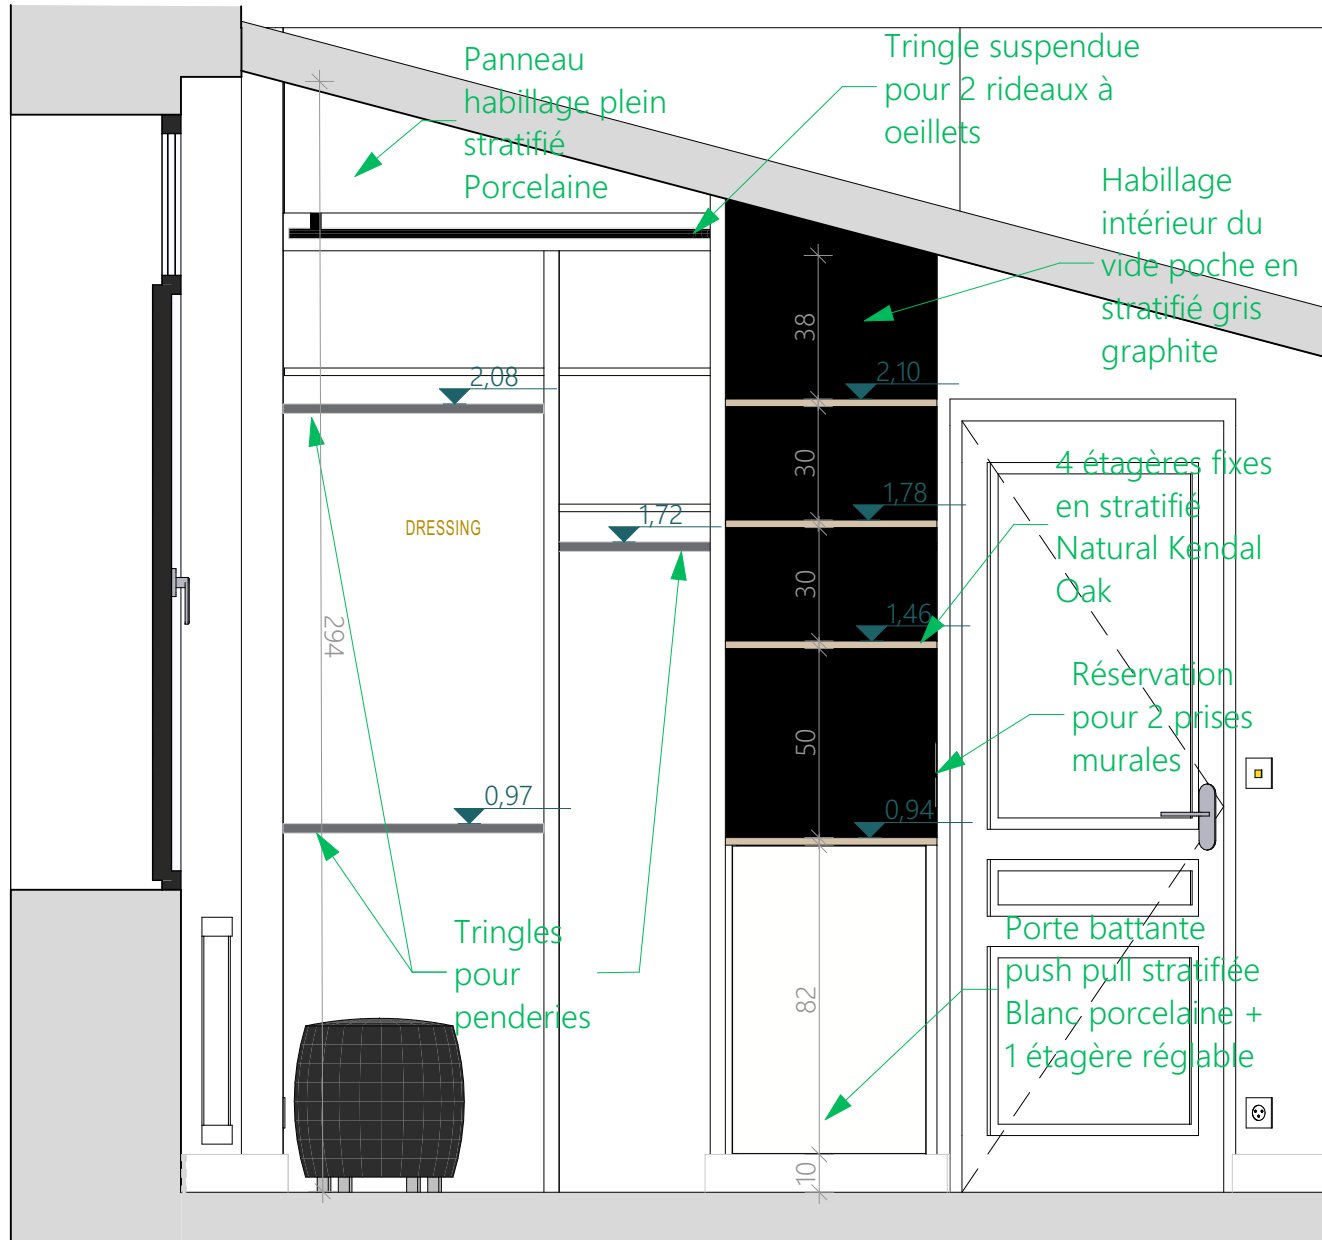 Panneau
habillage plein
stratifié
Porcelaine
Tringle suspendue
pour 2 rideaux à
oeillets
Habillage
intérieur du
vide poche en
stratifié gris
graphite
38
2,08
2,10
30
4 étagères fixes
en stratifié
Natural Kendal
Oak
1,78
1,72
DRESSING
30
294
1,46
Réservation
pour 2 prises
murales
50
0,97
0,94
Tringles
pour
penderies
Porte battante
push pull stratifiée
Blanc porcelaine +
1 étagère réglable
82
10